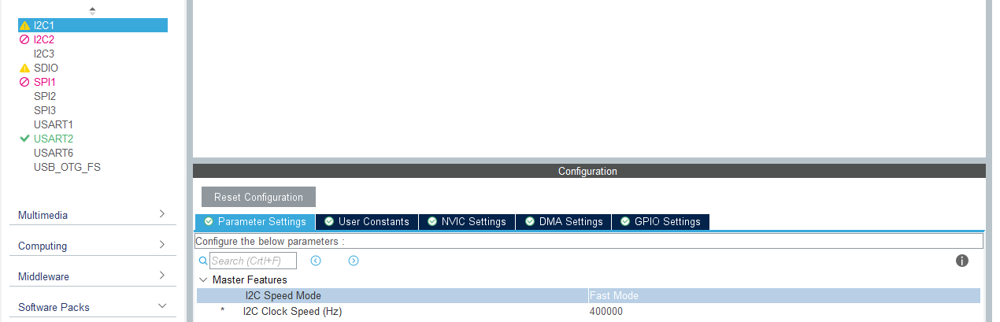 I2C1
I2C2
I2C3
SDIO
SPI1
SPI2
SPI3
USART1
USART2
USART6
USB_OTG_FS
Multimedia
Computing
Middleware
Software Packs
Configuration
Reset Configuration
Parameter Settings User Constants NVIC Settings DMA Settings GPIO Settings
Configure the below parameters :
Search (Crtl+F)
Master Features
I2C Speed Mode Fast Mode
* I2C Clock Speed (Hz) 400000